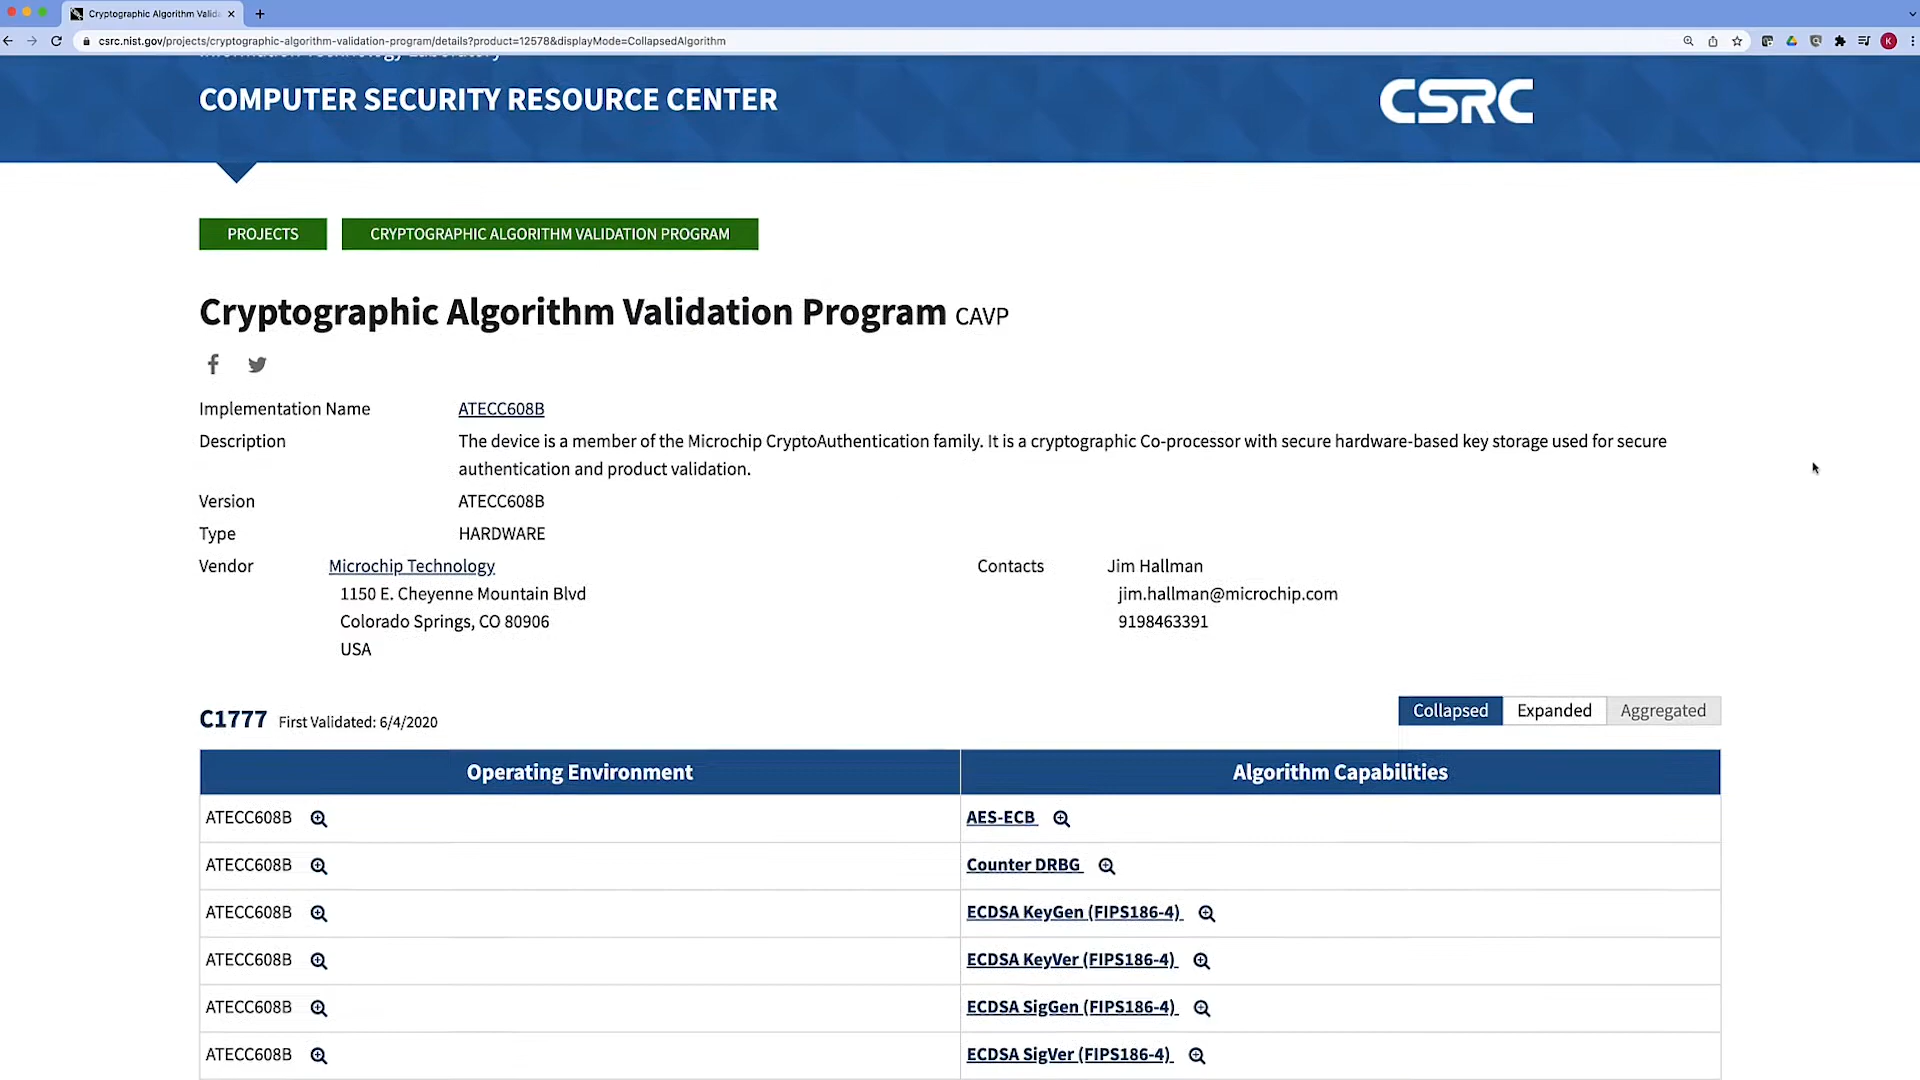 Cryptographic Algorithm Valid
csrc.nist.gov/projects/cryptographic-algorithm-validation-program/details?product=12578&displayMode=CollapsedAlgorithm
K
Information Technology Laboratory
COMPUTER SECURITY RESOURCE CENTER
CSRC
PROJECTS
CRYPTOGRAPHIC ALGORITHM VALIDATION PROGRAM
Cryptographic Algorithm Validation Program CAVP
Implementation Name ATECC608B
Description The device is a member of the Microchip CryptoAuthentication family. It is a cryptographic Co-processor with secure hardware-based key storage used for secure
authentication and product validation.
Version ATECC608B
Type HARDWARE
Vendor Microchip Technology Contacts Jim Hallman
1150 E. Cheyenne Mountain Blvd jim.hallman@microchip.com
Colorado Springs, CO 80906 9198463391
USA
C1777 First Validated: 6/4/2020 Collapsed Expanded Aggregated
Operating Environment Algorithm Capabilities
ATECC608B AES-ECB
ATECC608B Counter DRBG
ATECC608B ECDSA KeyGen (FIPS186-4)
ATECC608B ECDSA KeyVer (FIPS186-4)
ATECC608B ECDSA SigGen (FIPS186-4)
ATECC608B ECDSA SigVer (FIPS186-4)